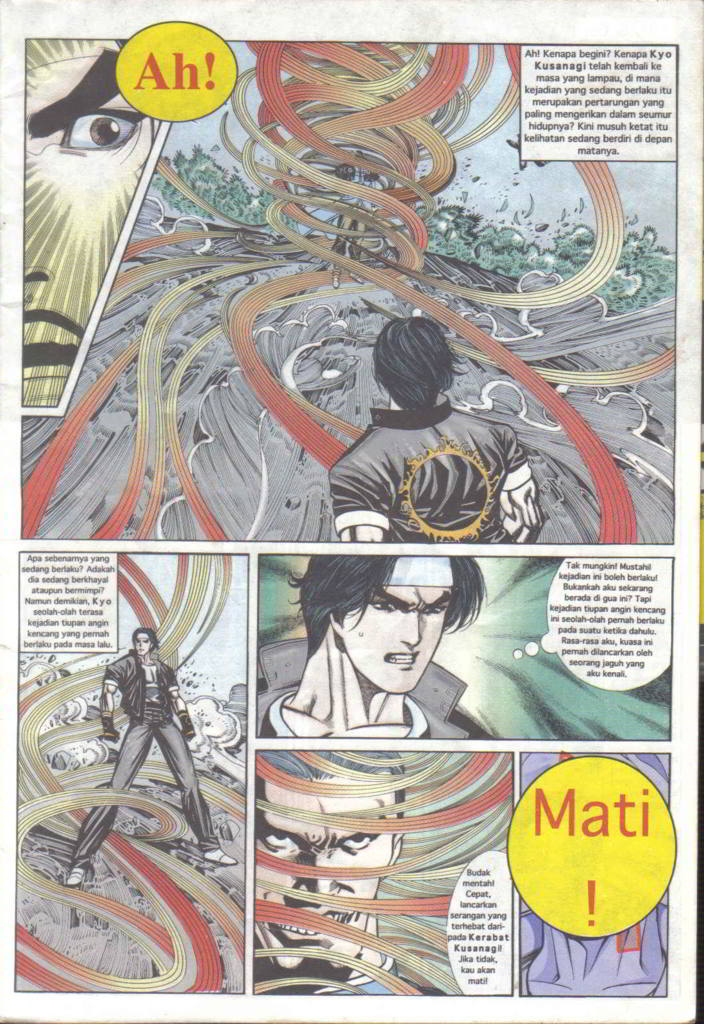 Ah!
Ah! Kenapa begini? Kenapa Kyo
Kusanagi telah kembali ke
masa yang lampau, di mana
kejadian yang sedang berlaku itu
merupakan pertarungan yang
paling mengerikan dalam seumur
hidupnya? Kini musuh ketat itu
kelihatan sedang berdiri di depan
matanya.
Apa sebenarnya yang
sedang berlaku? Adakah
dia sedang berkhayal
ataupun bermimpi?
Namun demikian, Kyo
seolah-olah terasa
kejadian tiupan angin
kencang yang pernah
berlaku pada masa lalu.
Tak mungkin! Mustahil
kejadian ini boleh berlaku!
Bukankah aku sekarang
berada di gua ini? Tapi
kejadian tiupan angin kencang
ini seolah-olah pernah berlaku
pada suatu ketika dahulu.
Rasa-rasa aku, kuasa ini
pernah dilancarkan oleh
seorang jaguh yang
aku kenali.
Budak
mentah!
Cepat,
lancarkan
serangan yang
terhebat dari-
pada Kerabat
Kusanagi!
Jika tidak,
kau akan
mati!
Mati
!